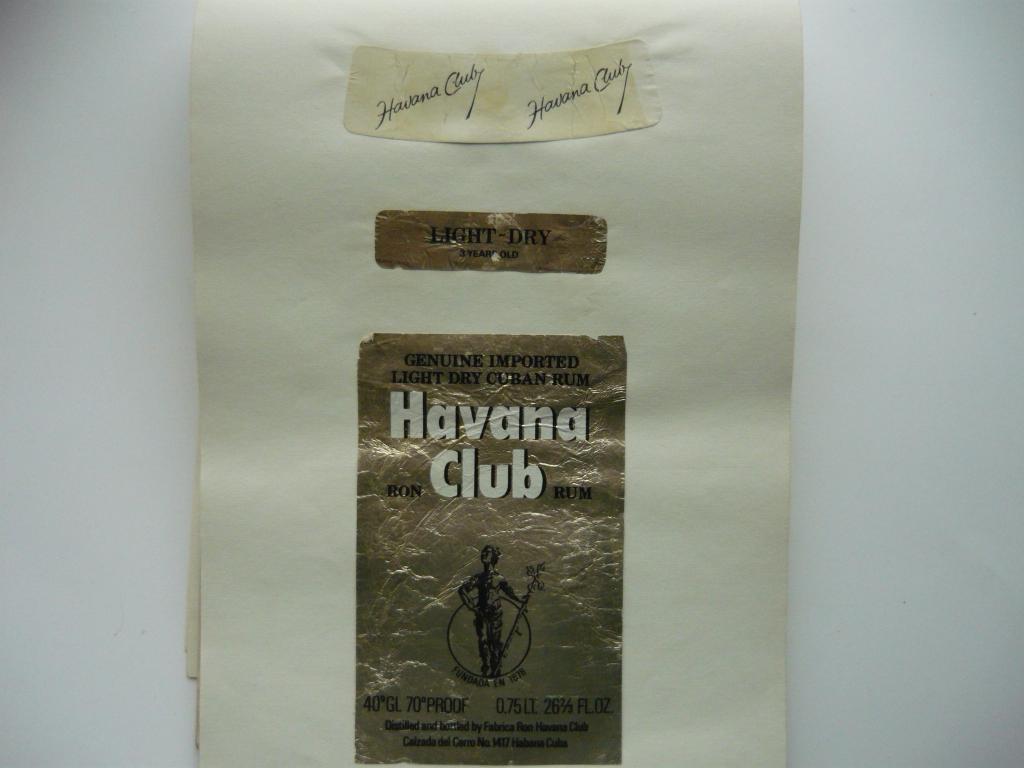 Havana Club Havana Club
LIGHT-DRY
3 YEARS OLD
GENUINE IMPORTED
LIGHT DRY CUBAN RUM
Havana
Club
RON RUM
FUNDADA EN 1878
40°GL 70°PROOF 0.75 LT. 26⅔ FL.OZ.
Distilled and bottled by Fabrica Ron Havana Club
Calzada del Cerro No. 1417 Habana Cuba